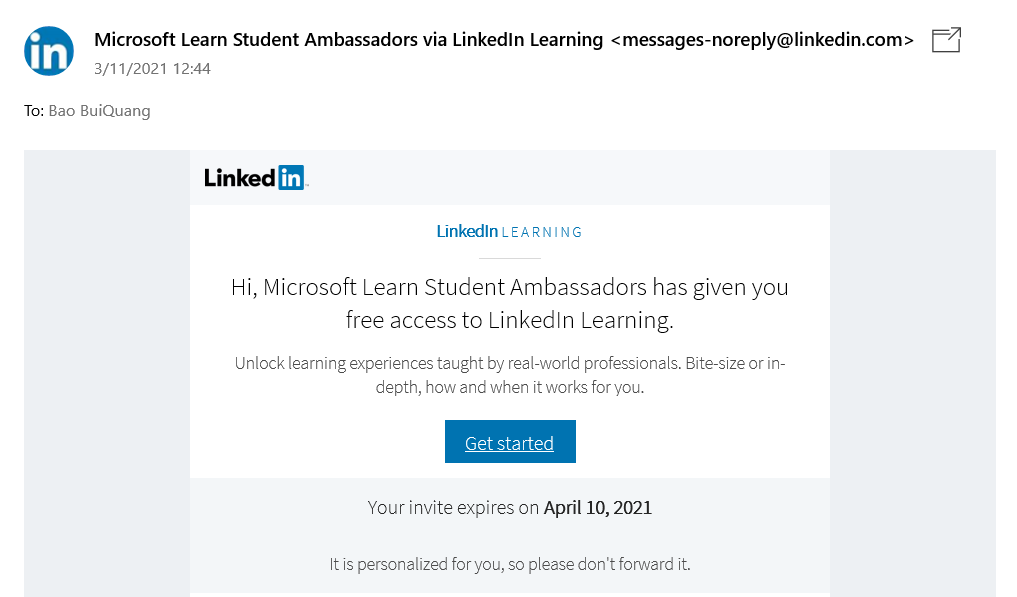 in
Microsoft Learn Student Ambassadors via LinkedIn Learning <messages-noreply@linkedin.com>
3/11/2021 12:44
To: Bao BuiQuang
Linked in
LinkedIn LEARNING
Hi, Microsoft Learn Student Ambassadors has given you
free access to LinkedIn Learning.
Unlock learning experiences taught by real-world professionals. Bite-size or in-
depth, how and when it works for you.
Get started
Your invite expires on April 10, 2021
It is personalized for you, so please don't forward it.